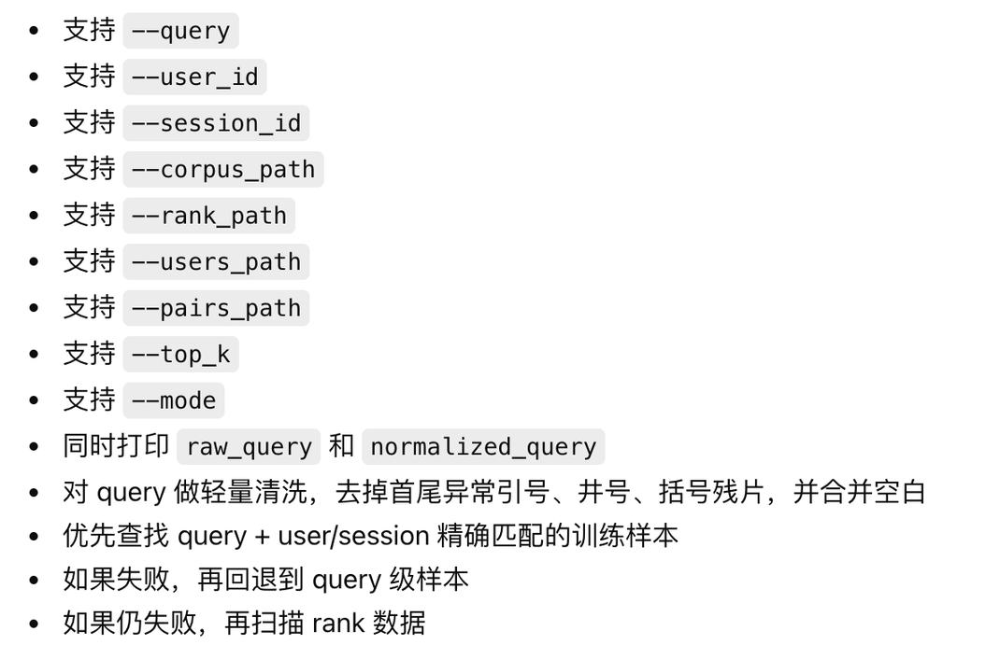 • 支持 --query
• 支持 --user_id
• 支持 --session_id
• 支持 --corpus_path
• 支持 --rank_path
• 支持 --users_path
• 支持 --pairs_path
• 支持 --top_k
• 支持 --mode
• 同时打印 raw_query 和 normalized_query
• 对 query 做轻量清洗，去掉首尾异常引号、井号、括号残片，并合并空白
• 优先查找 query + user/session 精确匹配的训练样本
• 如果失败，再回退到 query 级样本
• 如果仍失败，再扫描 rank 数据